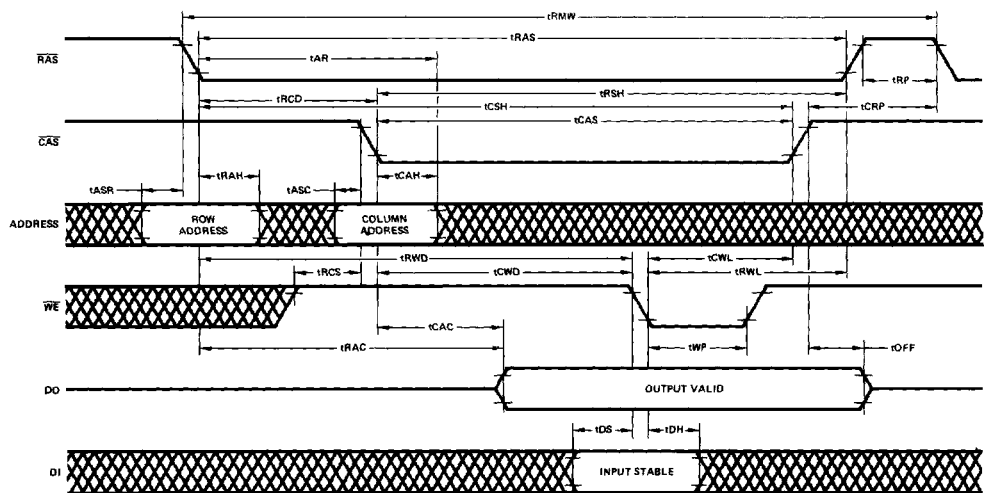 tRMW
RAS
tRAS
tAR
tRP
tRCD
tRSH
tCSH
tCRP
CAS
tCAS
tASR
tRAH
tASC
tCAH
ADDRESS
ROW ADDRESS
COLUMN ADDRESS
tRWD
tCWL
tRCS
tCWD
tRWL
WE
tCAC
tRAC
tWP
tOFF
DO
OUTPUT VALID
tDS
tDH
DI
INPUT STABLE